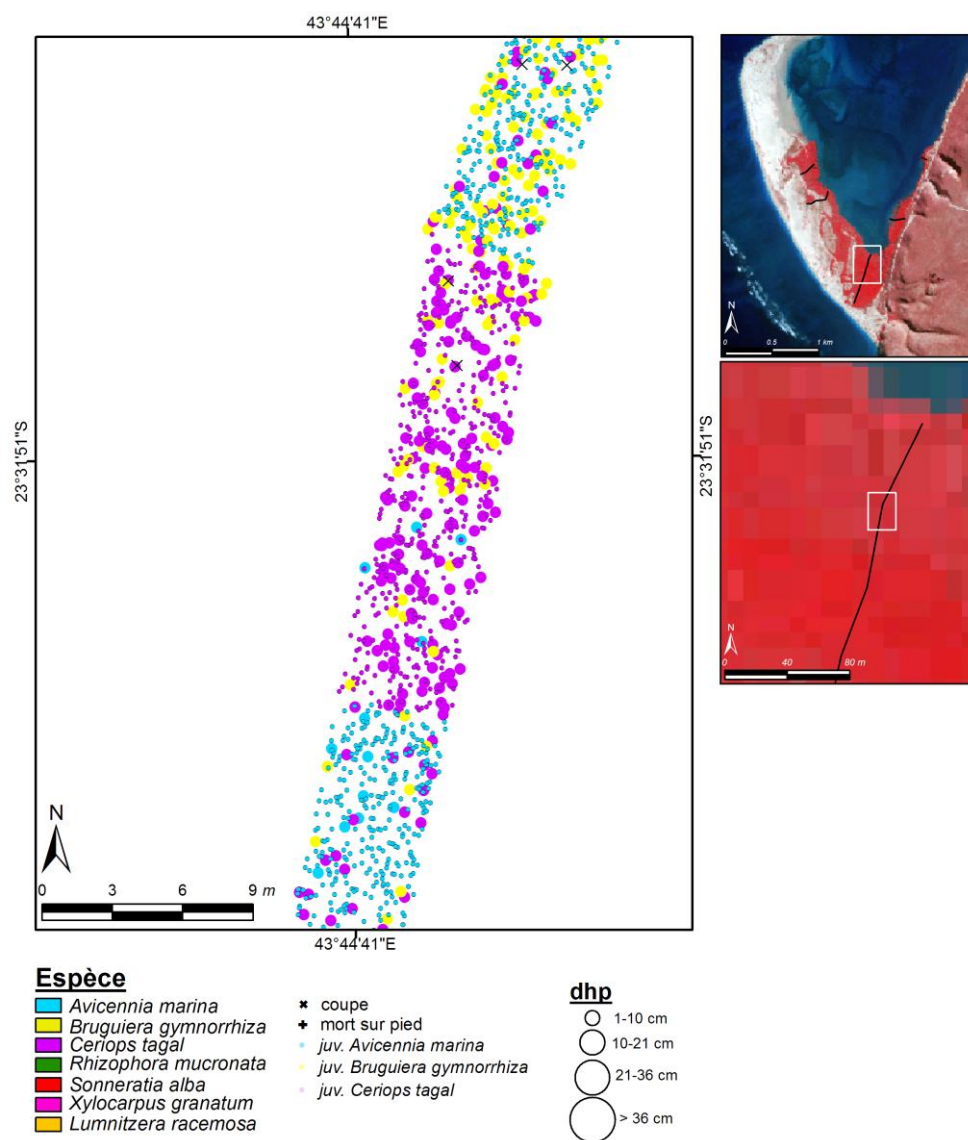 43°44'41"E
23°31'51"S
23°31'51"S
N
0 3 6 9 m
43°44'41"E
N
0 0.5 1 km
N
0 40 80 m
Espèce
Avicennia marina
Bruguiera gymnorrhiza
Ceriops tagal
Rhizophora mucronata
Sonneratia alba
Xylocarpus granatum
Lumnitzera racemosa
coupe
mort sur pied
juv. Avicennia marina
juv. Bruguiera gymnorrhiza
juv. Ceriops tagal
dhp
1-10 cm
10-21 cm
21-36 cm
> 36 cm